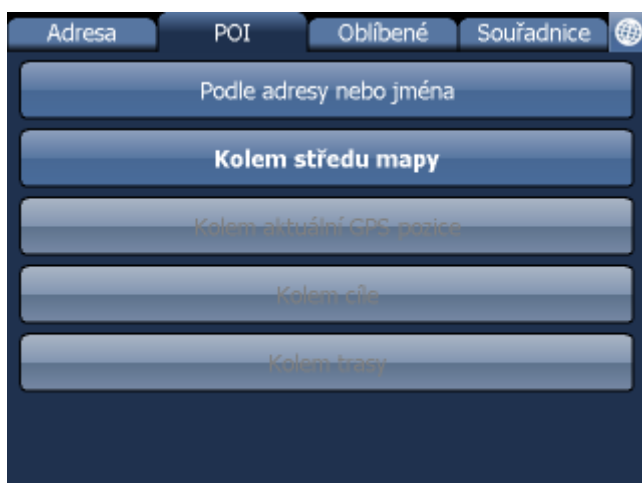 Adresa POI Oblíbené Souřadnice
Podle adresy nebo jména
Kolem středu mapy
Kolem aktuální GPS pozice
Kolem cíle
Kolem trasy